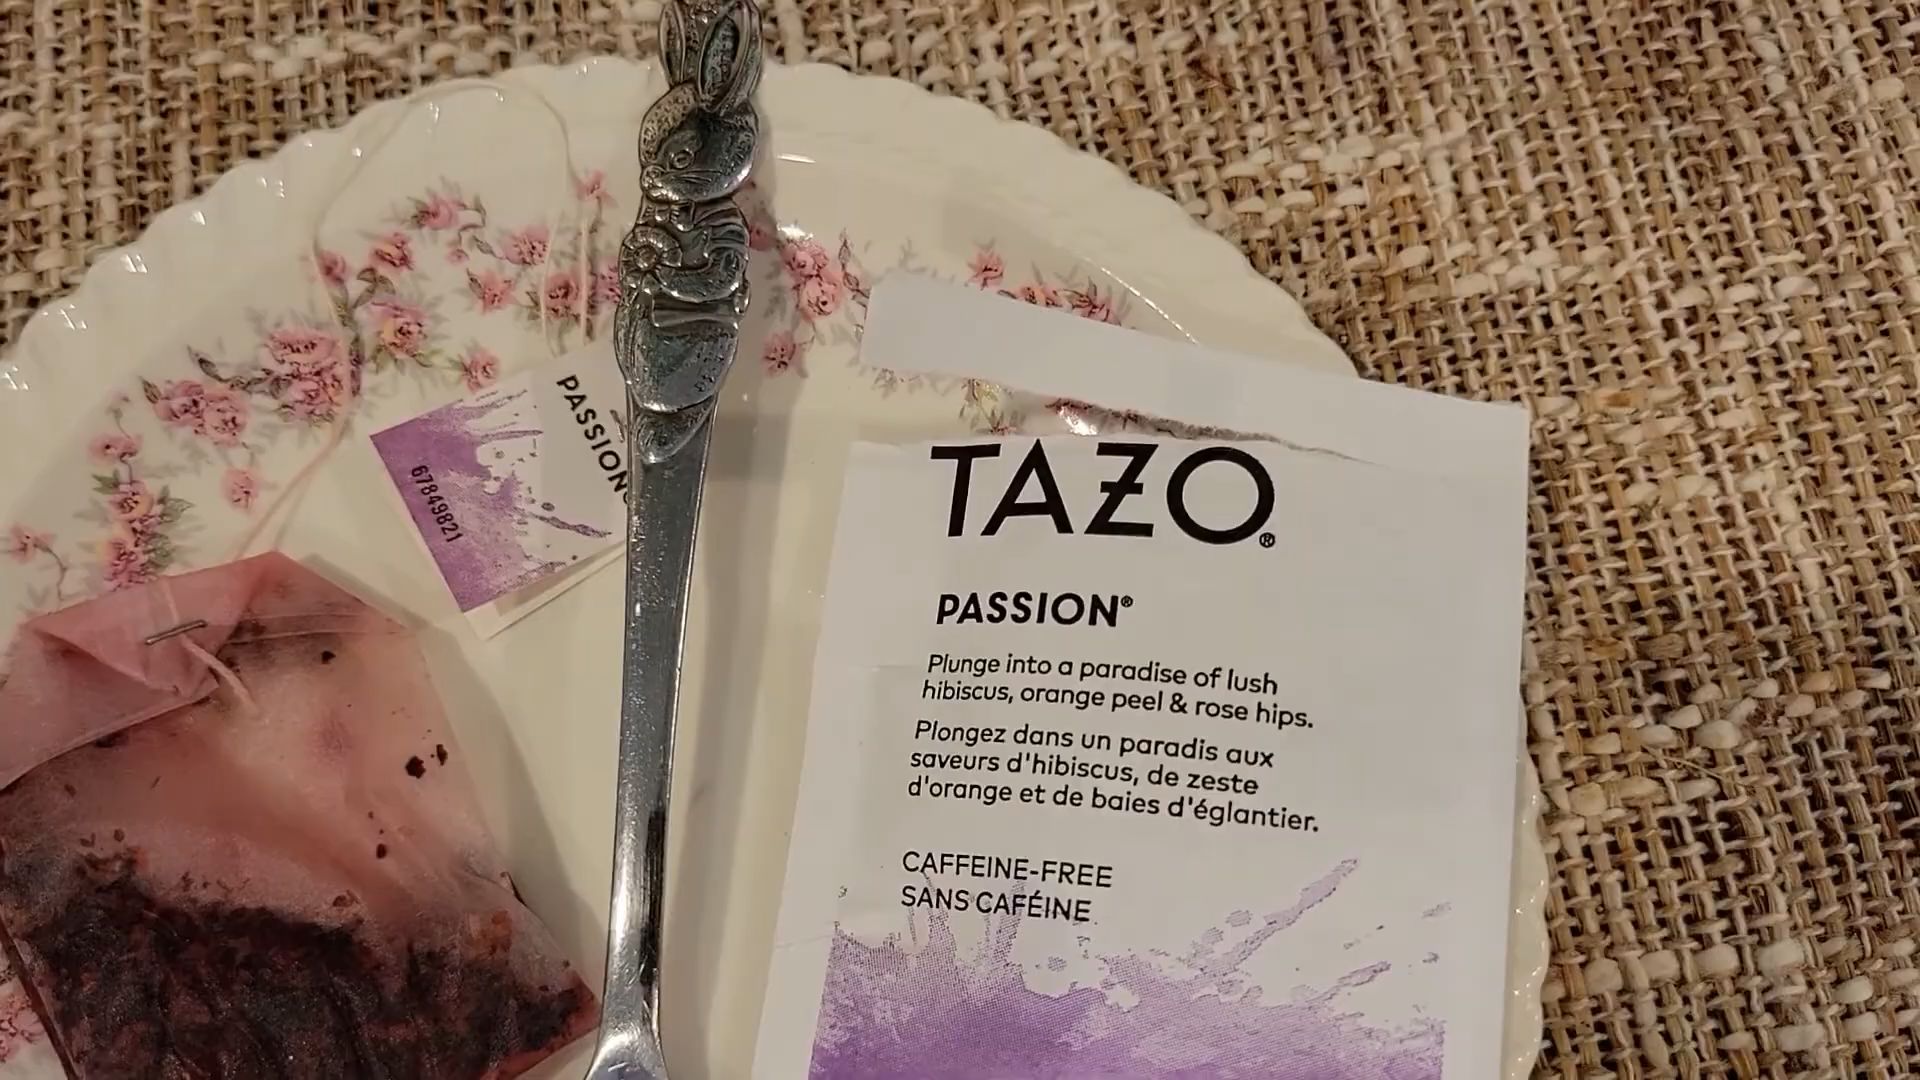 PASSION
67849821
TAZO®
PASSION®
Plunge into a paradise of lush
hibiscus, orange peel & rose hips.
Plongez dans un paradis aux
saveurs d'hibiscus, de zeste
d'orange et de baies d'églantier.
CAFFEINE-FREE
SANS CAFÉINE